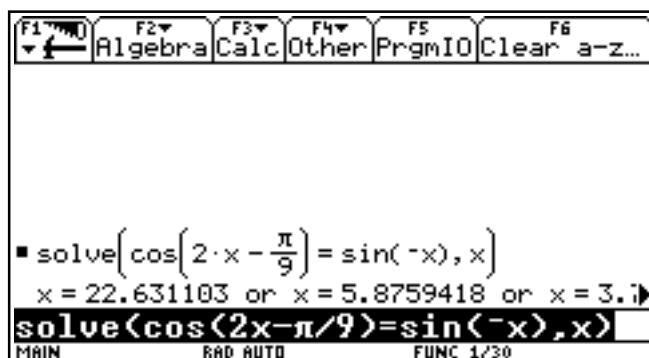 F1 F2 Algebra F3 Calc F4 Other F5 PrgmIO F6 Clear a-z…
▪ solve(cos(2·x − π/9) = sin(⁻x), x)
x = 22.631103 or x = 5.8759418 or x = 3.
solve(cos(2x-π/9)=sin(⁻x),x)
MAIN RAD AUTO FUNC 1/30